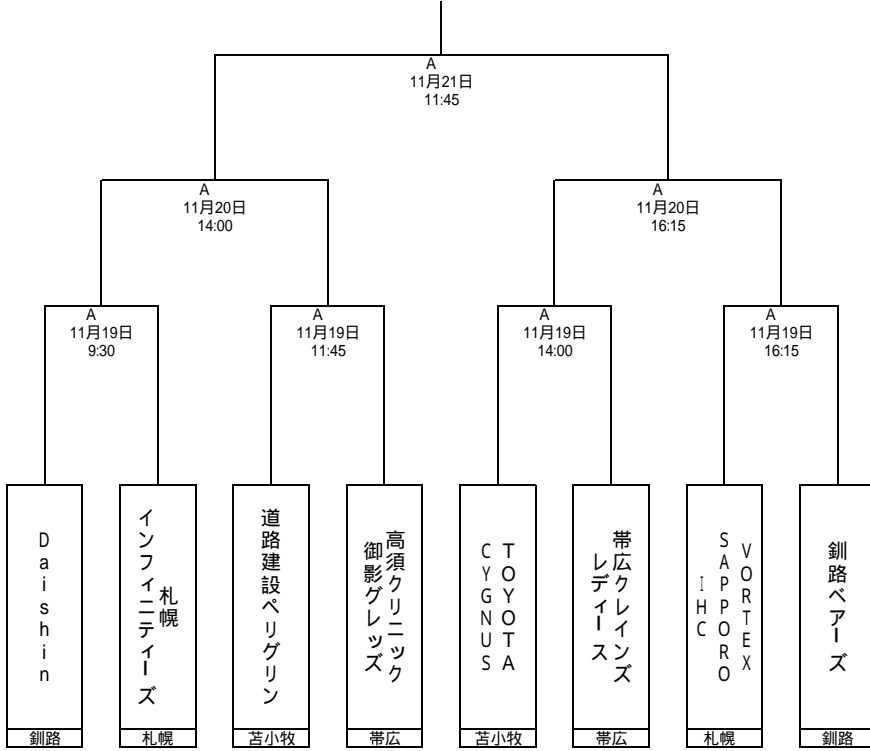 A
11月21日
11:45
A
11月20日
14:00
A
11月20日
16:15
A
11月19日
9:30
A
11月19日
11:45
A
11月19日
14:00
A
11月19日
16:15
Daishin
札幌
インフィニティーズ
道路建設ペリグリン
高須クリニック
御影グレッズ
TOYOTA
CYGNUS
帯広クレインズ
レディース
VORTEX
SAPPORO
IHC
釧路ベアーズ
釧路
札幌
苫小牧
帯広
苫小牧
帯広
札幌
釧路